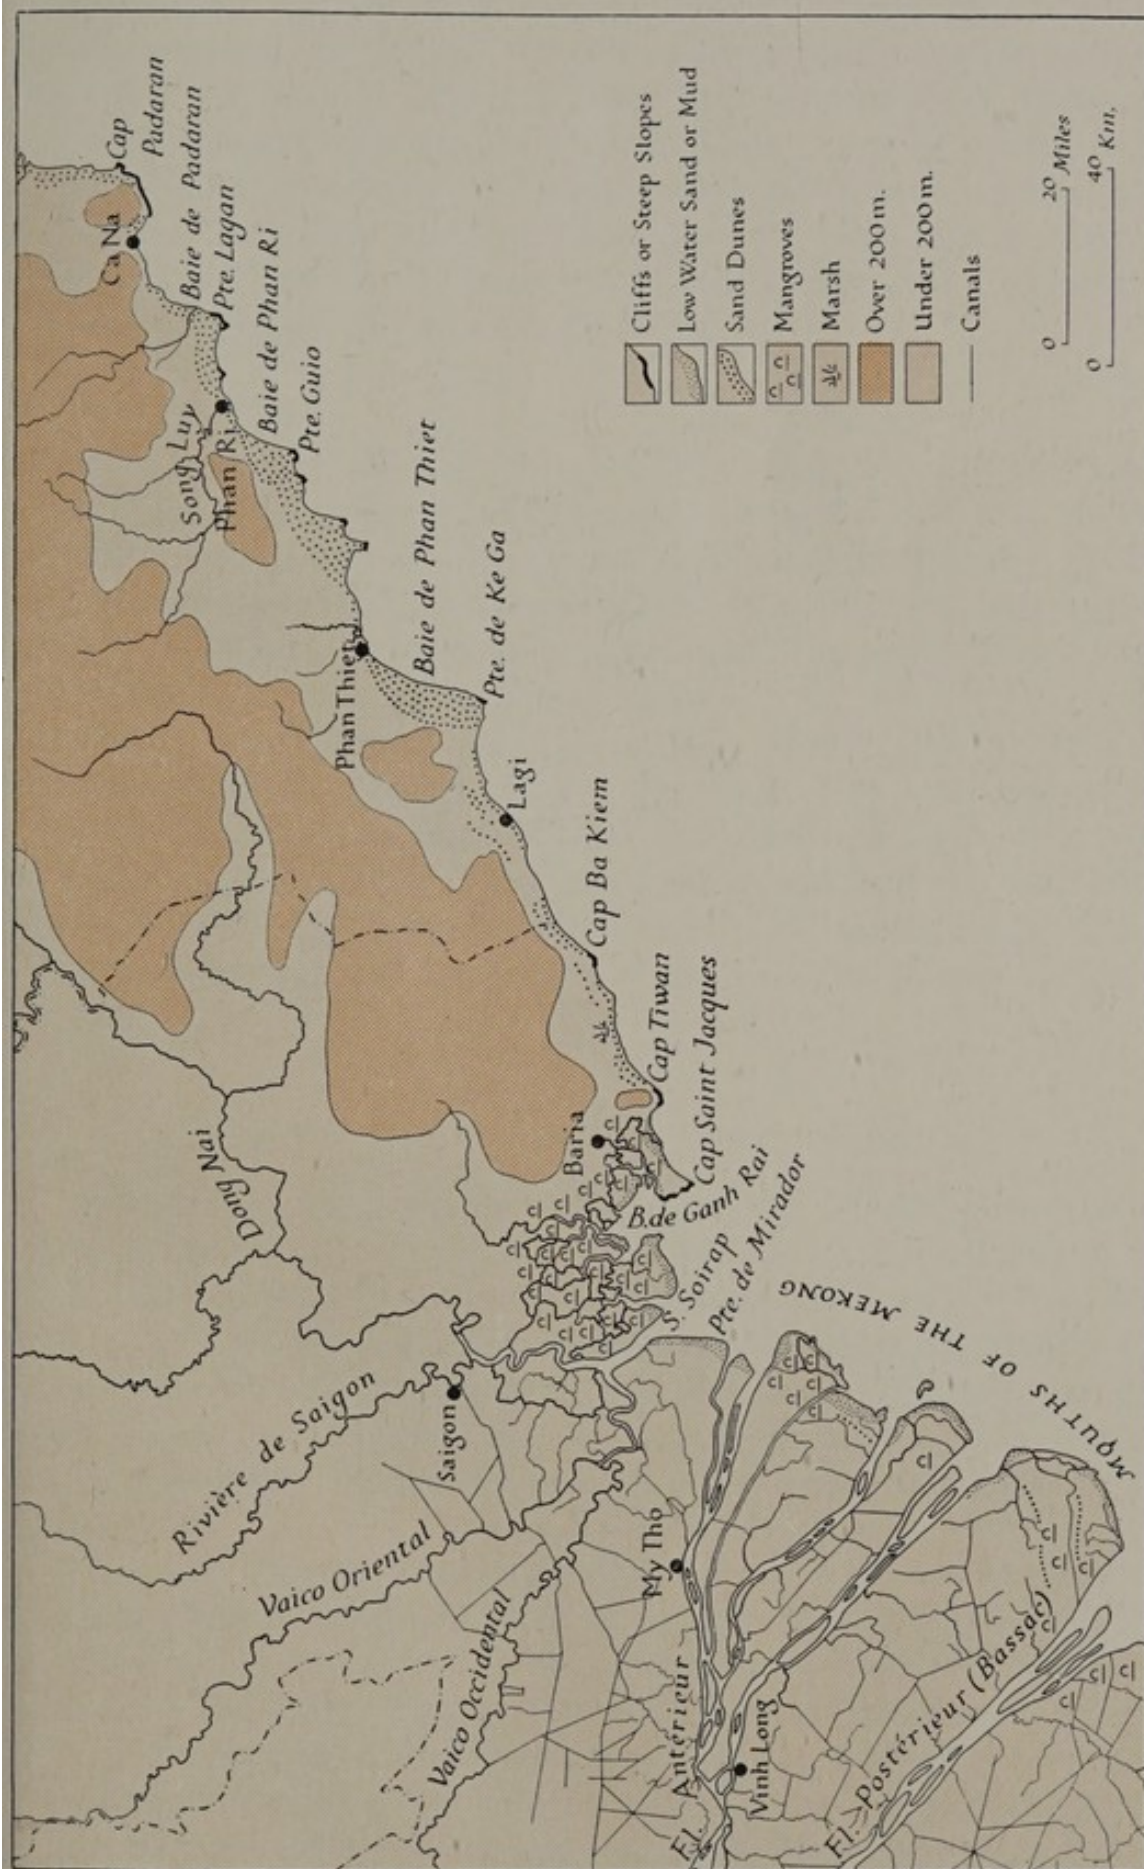 Cap
Padaran
Ca Na
Baie de Padaran
Pte. Lagan
Baie de Phan Ri
Song Luy
Phan Ri
Pte. Guio
Baie de Phan Thiet
Phan Thiet
Pte. de Ke Ga
Lagi
Cap Ba Kiem
Cap Tiwan
Cap Saint Jacques
Baria
B. de Ganh Rai
S. Soirap
Pte. de Mirador
Dong Nai
Rivière de Saigon
Saigon
Vaico Oriental
Vaico Occidental
My Tho
Fl. Antérieur
Vinh Long
Fl. Postérieur (Bassac)
MOUTHS OF THE MEKONG
Cliffs or Steep Slopes
Low Water Sand or Mud
Sand Dunes
Mangroves
Marsh
Over 200 m.
Under 200 m.
Canals
0 20 Miles
0 40 Km.